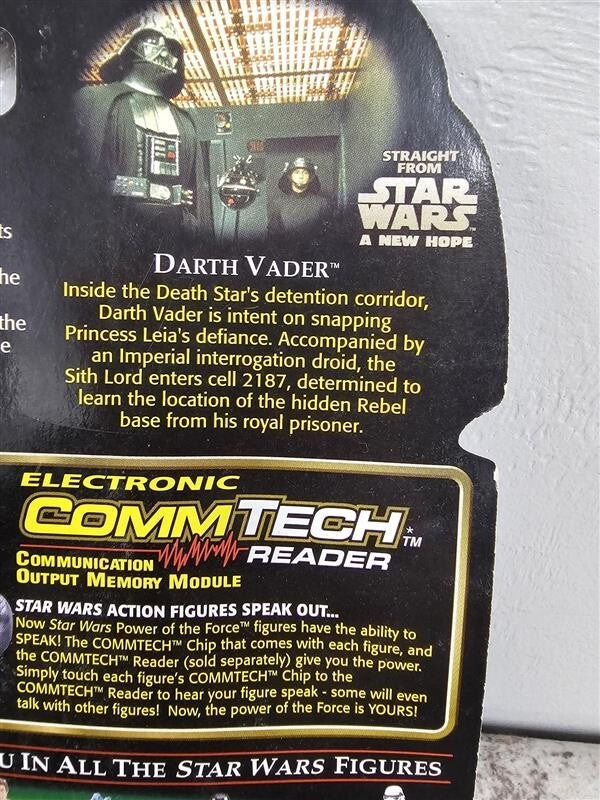 STRAIGHT
FROM
STAR
WARS™
A NEW HOPE
DARTH VADER™
Inside the Death Star's detention corridor,
Darth Vader is intent on snapping
Princess Leia's defiance. Accompanied by
an Imperial interrogation droid, the
Sith Lord enters cell 2187, determined to
learn the location of the hidden Rebel
base from his royal prisoner.
ELECTRONIC
COMMTECH™
READER
COMMUNICATION
OUTPUT MEMORY MODULE
STAR WARS ACTION FIGURES SPEAK OUT...
Now Star Wars Power of the Force™ figures have the ability to
SPEAK! The COMMTECH™ Chip that comes with each figure, and
the COMMTECH™ Reader (sold separately) give you the power.
Simply touch each figure's COMMTECH™ Chip to the
COMMTECH™ Reader to hear your figure speak - some will even
talk with other figures! Now, the power of the Force is YOURS!
U IN ALL THE STAR WARS FIGURES